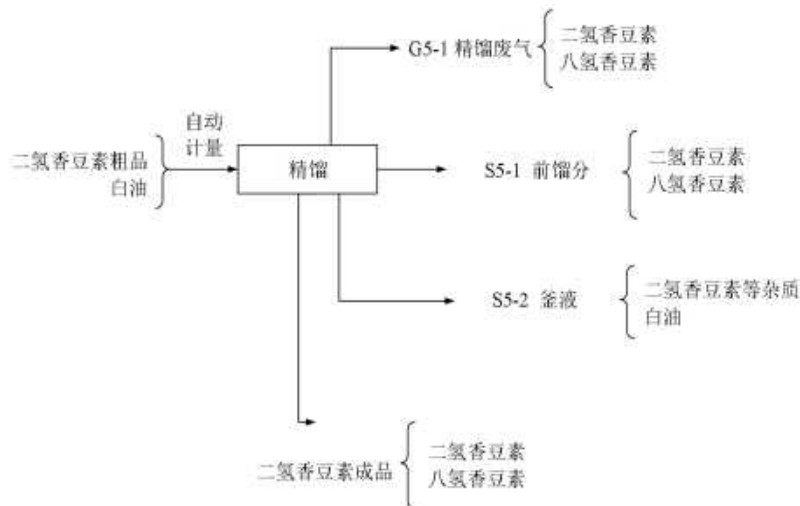 G5-1 精馏废气
二氢香豆素
八氢香豆素
自动
计量
二氢香豆素粗品
白油
精馏
S5-1 前馏分
二氢香豆素
八氢香豆素
S5-2 釜液
二氢香豆素等杂质
白油
二氢香豆素成品
二氢香豆素
八氢香豆素